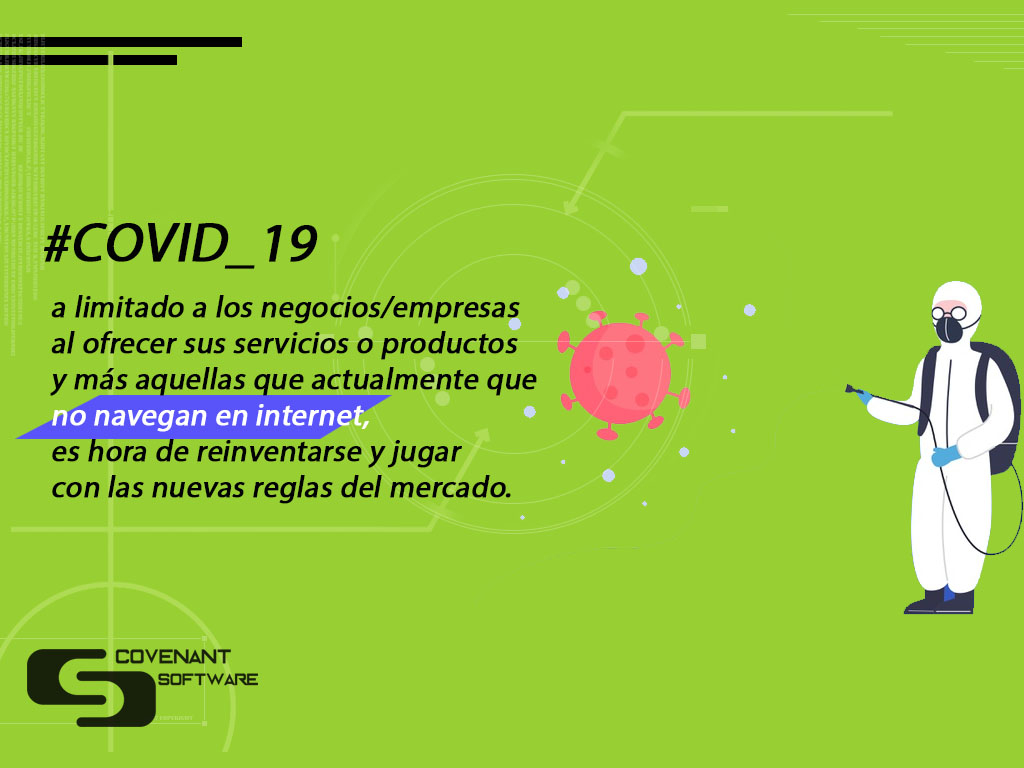 #COVID_19
a limitado a los negocios/empresas
al ofrecer sus servicios o productos
y más aquellas que actualmente que
no navegan en internet,
es hora de reinventarse y jugar
con las nuevas reglas del mercado.
COVENANT
SOFTWARE